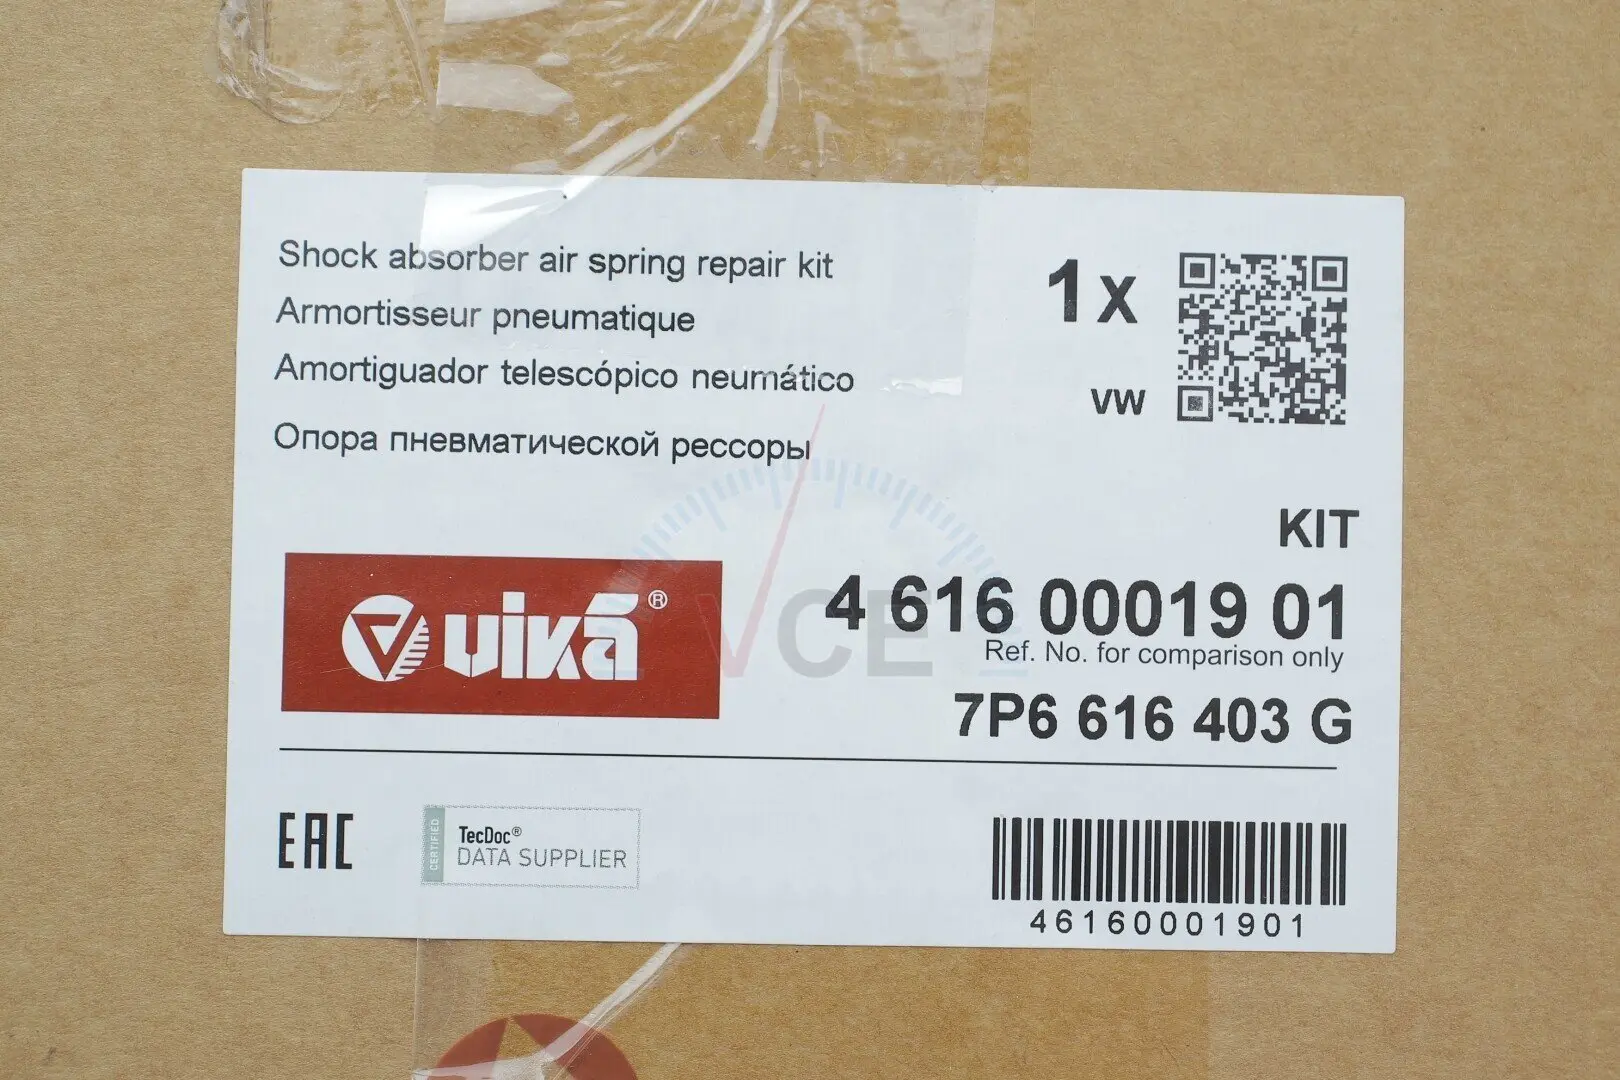 Shock absorber air spring repair kit
Armortisseur pneumatique
Amortiguador telescópico neumático
Опора пневматической рессоры
1x
VW
KIT
vika®
4 616 00019 01
Ref. No. for comparison only
7P6 616 403 G
VCE
EAC
CERTIFIED
TecDoc®
DATA SUPPLIER
46160001901